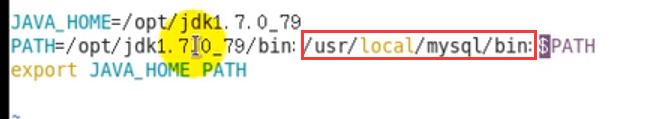 JAVA_HOME=/opt/jdk1.7.0_79
PATH=/opt/jdk1.7.0_79/bin:/usr/local/mysql/bin:$PATH
export JAVA_HOME PATH
~